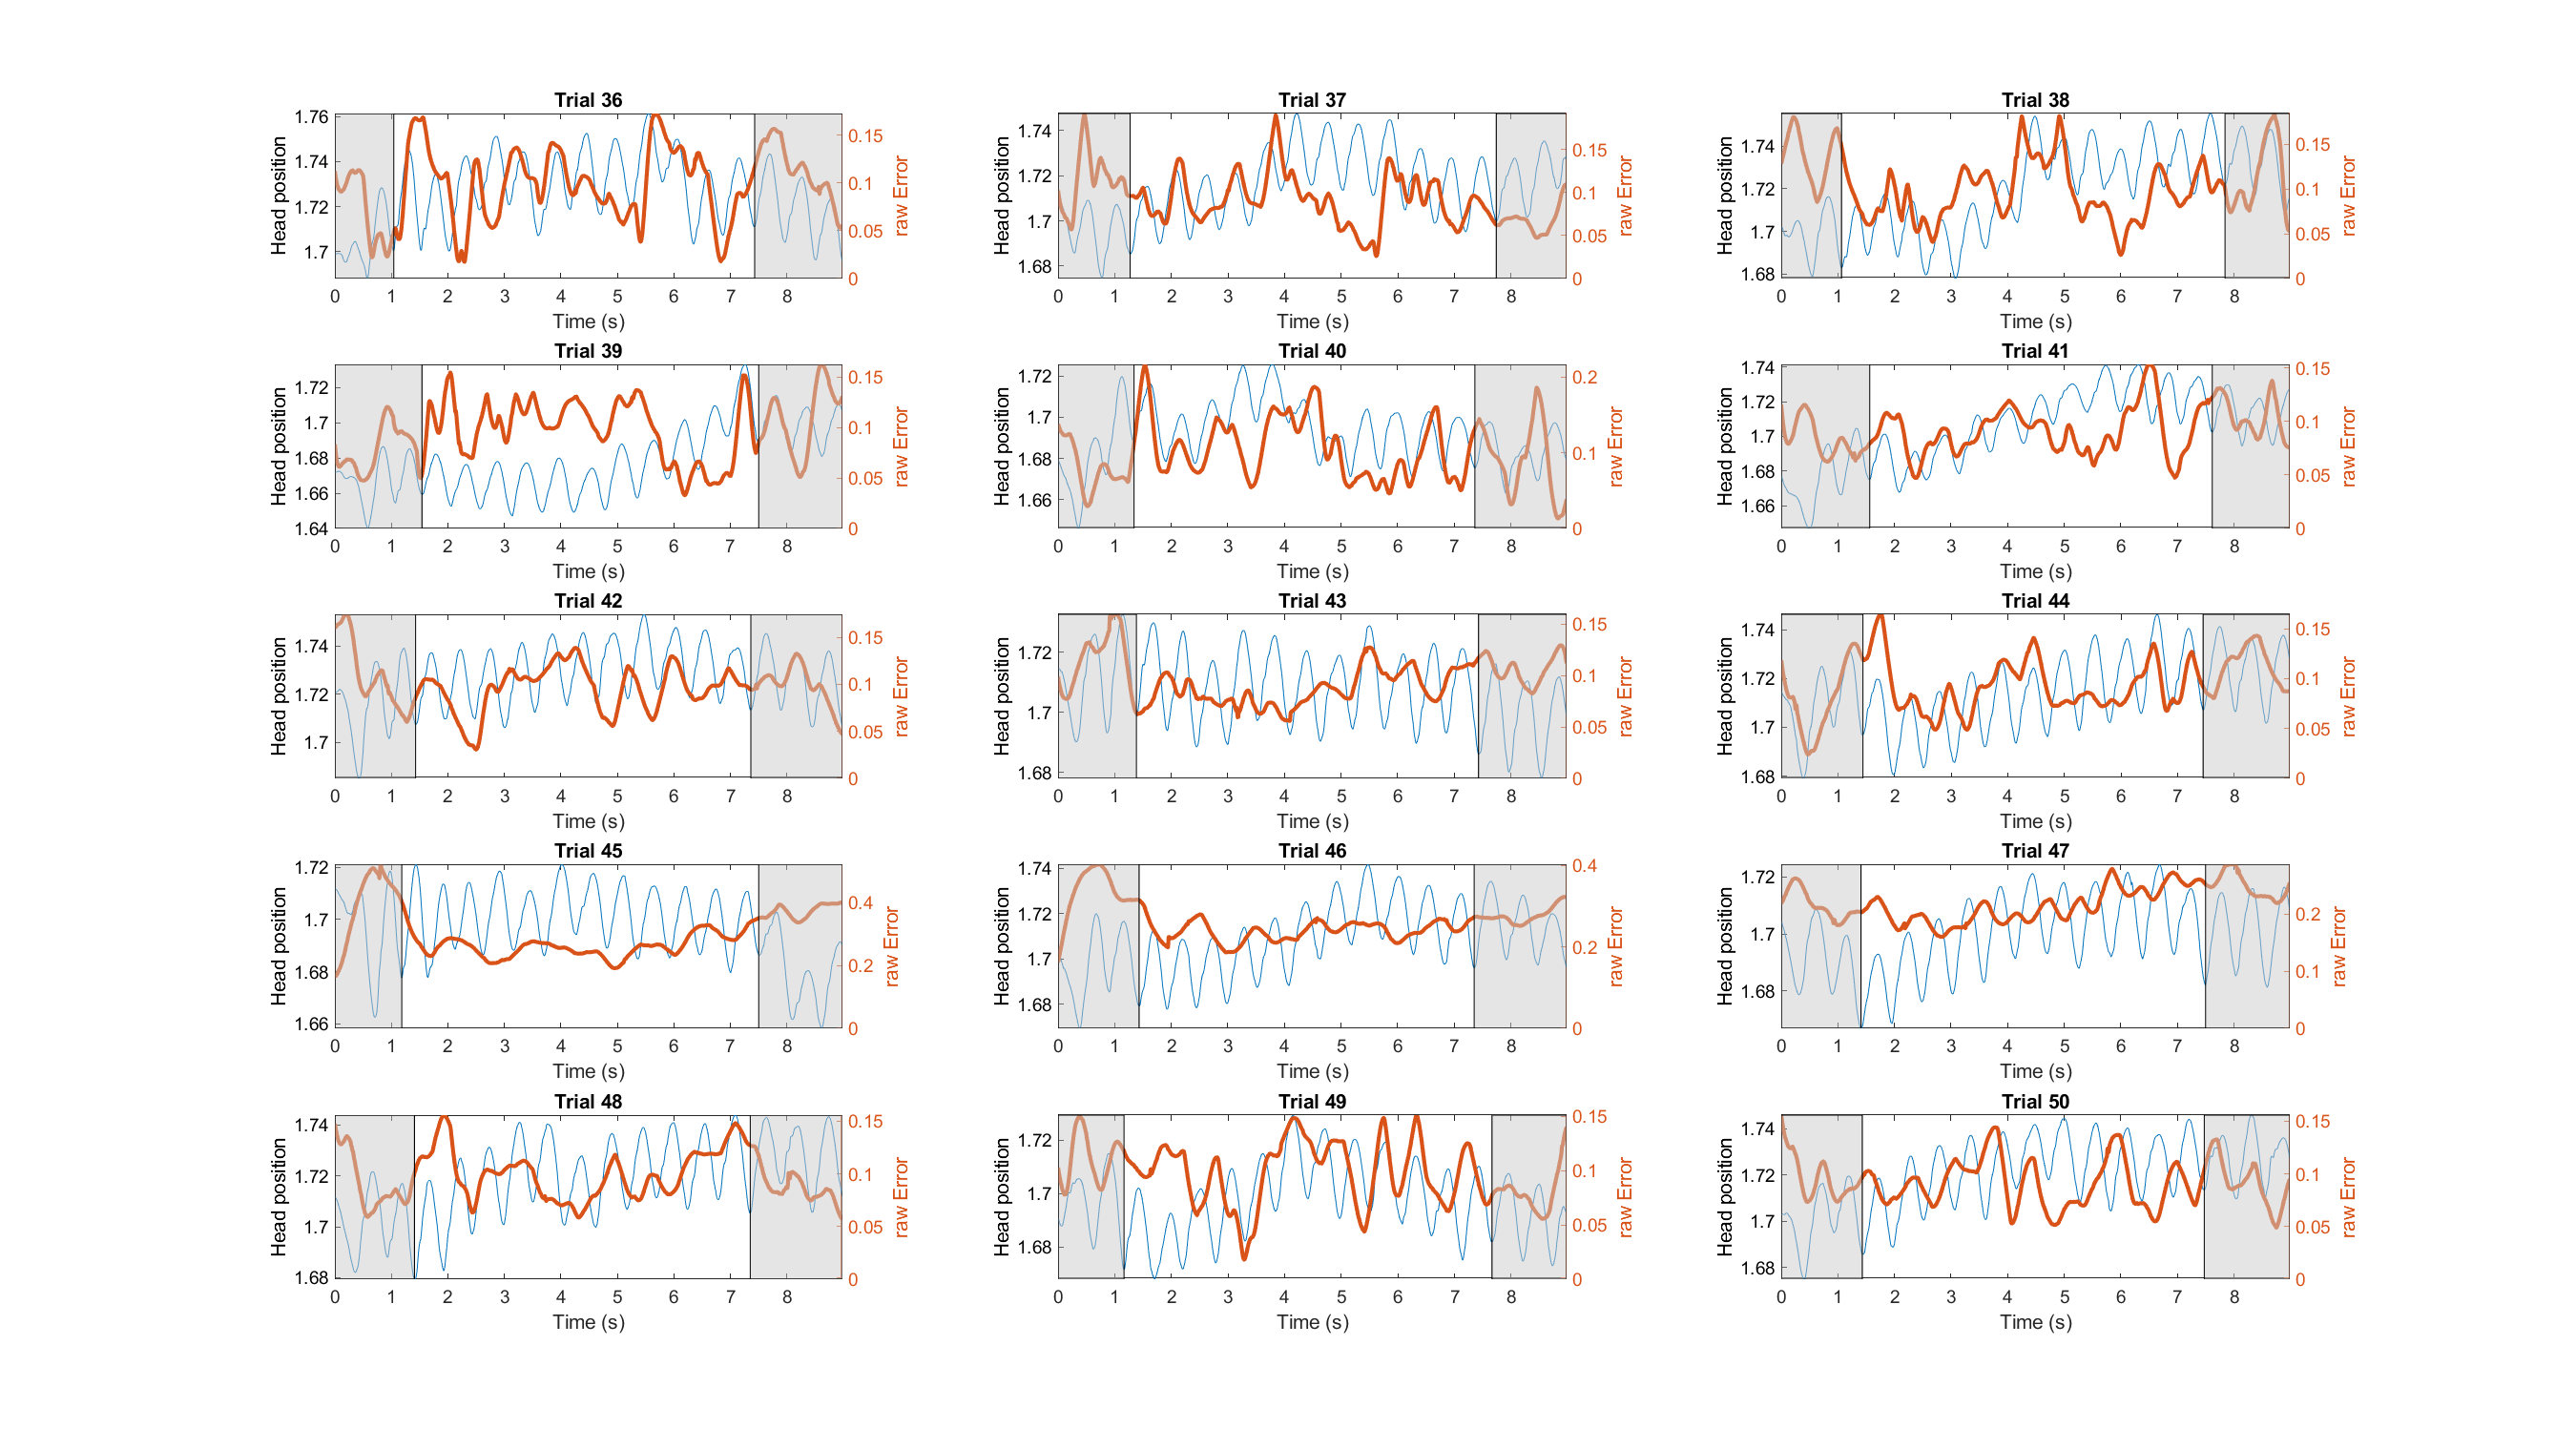 Trial 36
Head position
1.76
1.74
1.72
1.7
0.15
0.1
0.05
0
raw Error
0 1 2 3 4 5 6 7 8
Time (s)
Trial 37
Head position
1.74
1.72
1.7
1.68
0.15
0.1
0.05
0
raw Error
0 1 2 3 4 5 6 7 8
Time (s)
Trial 38
Head position
1.74
1.72
1.7
1.68
0.15
0.1
0.05
0
raw Error
0 1 2 3 4 5 6 7 8
Time (s)
Trial 39
Head position
1.72
1.7
1.68
1.66
1.64
0.15
0.1
0.05
0
raw Error
0 1 2 3 4 5 6 7 8
Time (s)
Trial 40
Head position
1.72
1.7
1.68
1.66
0.2
0.1
0
raw Error
0 1 2 3 4 5 6 7 8
Time (s)
Trial 41
Head position
1.74
1.72
1.7
1.68
1.66
0.15
0.1
0.05
0
raw Error
0 1 2 3 4 5 6 7 8
Time (s)
Trial 42
Head position
1.74
1.72
1.7
0.15
0.1
0.05
0
raw Error
0 1 2 3 4 5 6 7 8
Time (s)
Trial 43
Head position
1.72
1.7
1.68
0.15
0.1
0.05
0
raw Error
0 1 2 3 4 5 6 7 8
Time (s)
Trial 44
Head position
1.74
1.72
1.7
1.68
0.15
0.1
0.05
0
raw Error
0 1 2 3 4 5 6 7 8
Time (s)
Trial 45
Head position
1.72
1.7
1.68
1.66
0.4
0.2
0
raw Error
0 1 2 3 4 5 6 7 8
Time (s)
Trial 46
Head position
1.74
1.72
1.7
1.68
0.4
0.2
0
raw Error
0 1 2 3 4 5 6 7 8
Time (s)
Trial 47
Head position
1.72
1.7
1.68
0.2
0.1
0
raw Error
0 1 2 3 4 5 6 7 8
Time (s)
Trial 48
Head position
1.74
1.72
1.7
1.68
0.15
0.1
0.05
0
raw Error
0 1 2 3 4 5 6 7 8
Time (s)
Trial 49
Head position
1.72
1.7
1.68
0.15
0.1
0.05
0
raw Error
0 1 2 3 4 5 6 7 8
Time (s)
Trial 50
Head position
1.74
1.72
1.7
1.68
0.15
0.1
0.05
0
raw Error
0 1 2 3 4 5 6 7 8
Time (s)